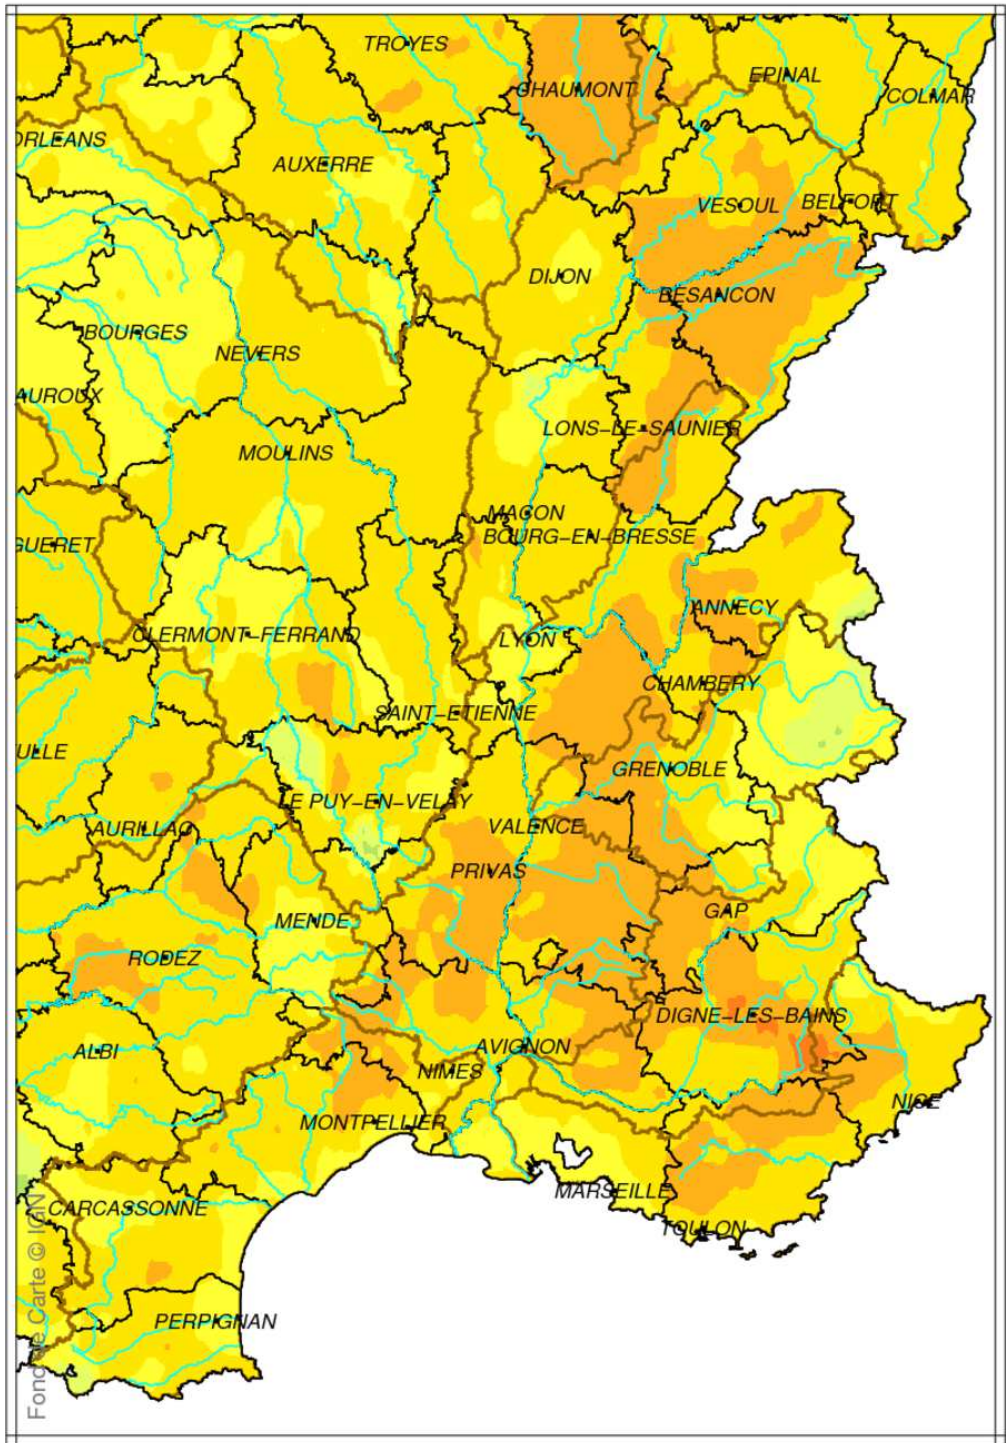 TROYES
CHAUMONT
EPINAL
COLMAR
ORLEANS
AUXERRE
VESOUL
BELFORT
DIJON
BESANCON
BOURGES
NEVERS
AUROUX
LONS-LE-SAUNIER
MOULINS
MACON
BOURG-EN-BRESSE
GUERET
ANNECY
CLERMONT-FERRAND
LYON
CHAMBERY
SAINT-ETIENNE
ULLE
GRENOBLE
LE PUY-EN-VELAY
AURILLAC
VALENCE
PRIVAS
GAP
MENDE
RODEZ
DIGNE-LES-BAINS
ALBI
AVIGNON
NIMES
NICE
MONTPELLIER
MARSEILLE
CARCASSONNE
TOULON
PERPIGNAN
Fond de Carte © IGN